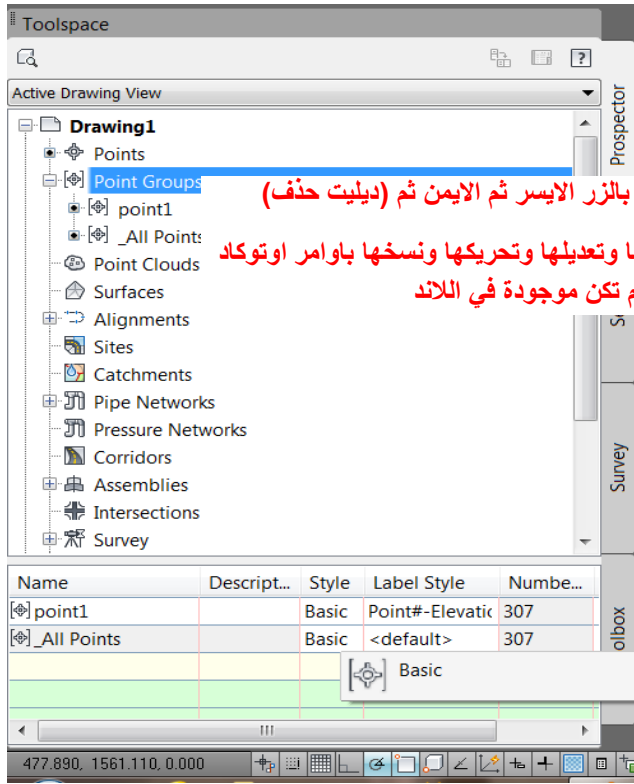 Toolspace
Active Drawing View
Drawing1
Points
Point Groups
بالزر الايسر ثم الايمن ثم (ديليت حذف)
point1
_All Points
وتعديلها وتحريكها ونسخها باوامر اوتوكاد
Point Clouds
تكن موجودة في اللاند
Surfaces
Alignments
Sites
Catchments
Pipe Networks
Pressure Networks
Corridors
Assemblies
Intersections
Survey
Prospector
Survey
Name Descript... Style Label Style Numbe...
point1 Basic Point#-Elevatic 307
_All Points Basic <default> 307
Basic
477.890, 1561.110, 0.000